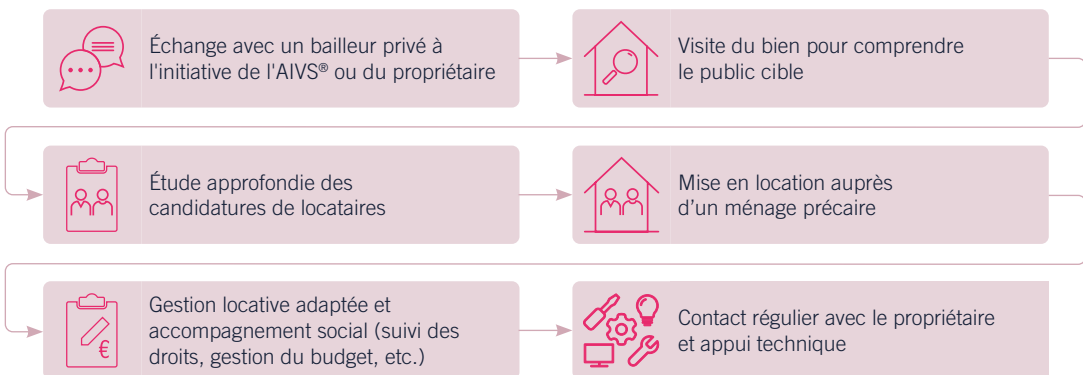 Échange avec un bailleur privé à
l'initiative de l'AIVS® ou du propriétaire
Visite du bien pour comprendre
le public cible
Étude approfondie des
candidatures de locataires
Mise en location auprès
d’un ménage précaire
Gestion locative adaptée et
accompagnement social (suivi des
droits, gestion du budget, etc.)
€
Contact régulier avec le propriétaire
et appui technique